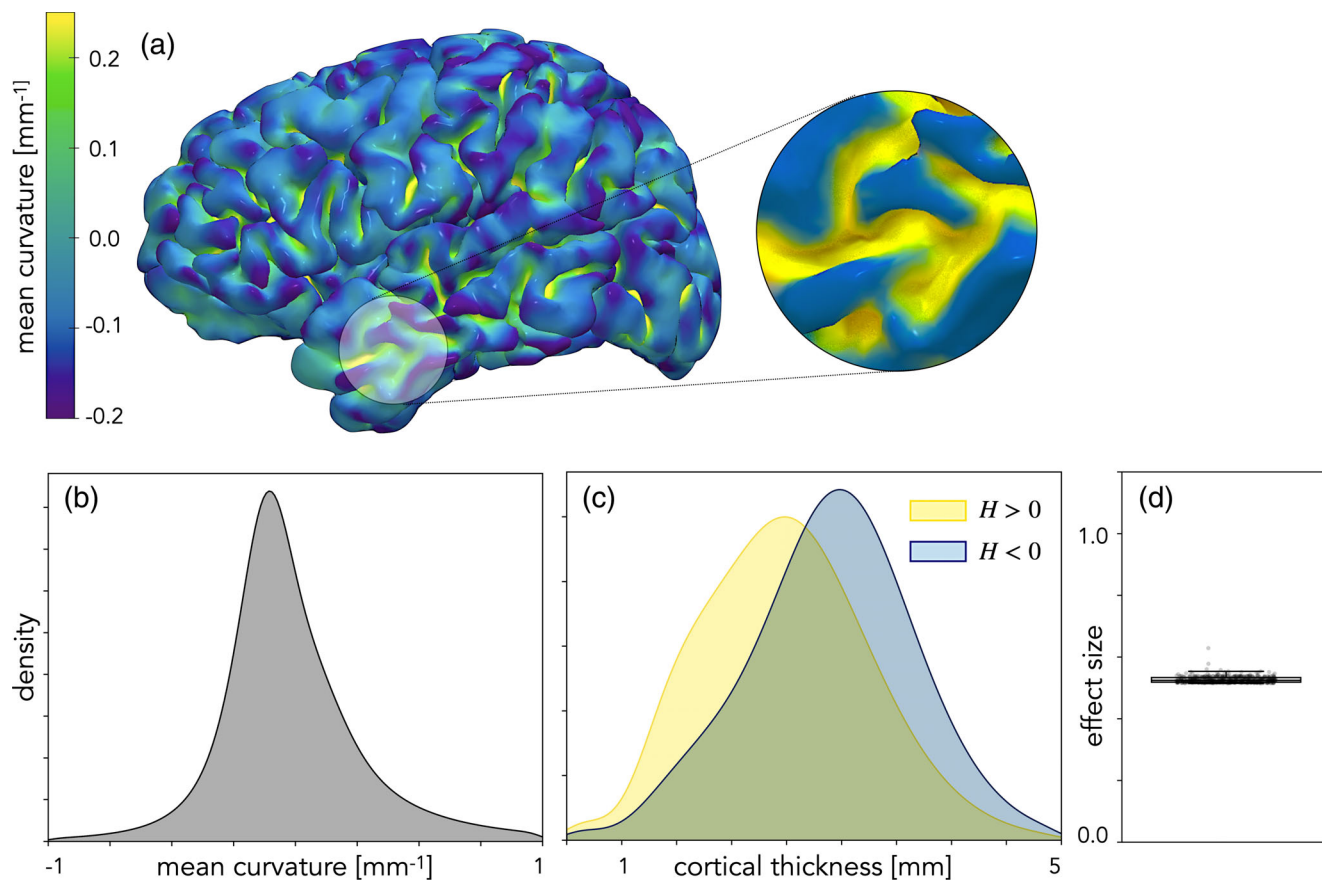 (a)
mean curvature [mm⁻¹]
0.2
0.1
0.0
-0.1
-0.2
(b)
density
-1
mean curvature [mm⁻¹]
1
(c)
H > 0
H < 0
1
cortical thickness [mm]
5
(d)
effect size
1.0
0.0